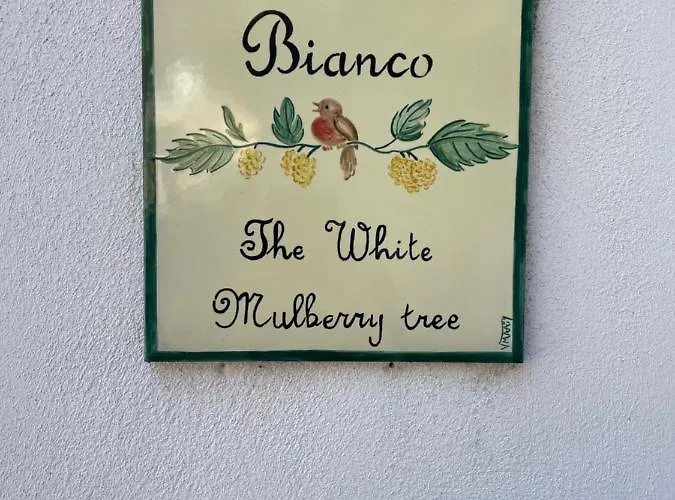 Bianco
The White
Mulberry tree